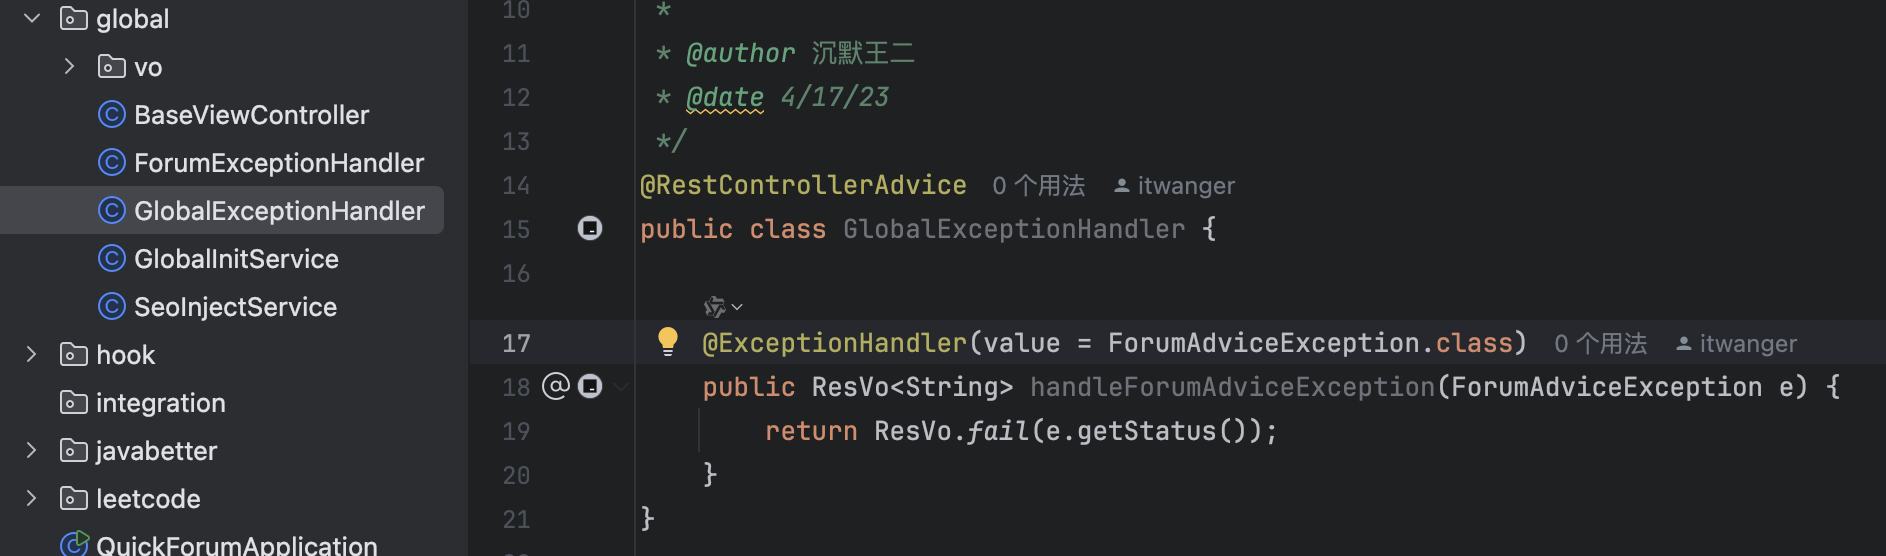 global
vo
BaseViewController
ForumExceptionHandler
GlobalExceptionHandler
GlobalInitService
SeoInjectService
hook
integration
javabetter
leetcode
QuickForumApplication
10 *
11 * @author 沉默王二
12 * @date 4/17/23
13 */
14 @RestControllerAdvice 0 个用法 itwanger
15 public class GlobalExceptionHandler {
16
17 @ExceptionHandler(value = ForumAdviceException.class) 0 个用法 itwanger
18 public ResVo<String> handleForumAdviceException(ForumAdviceException e) {
19 return ResVo.fail(e.getStatus());
20 }
21 }